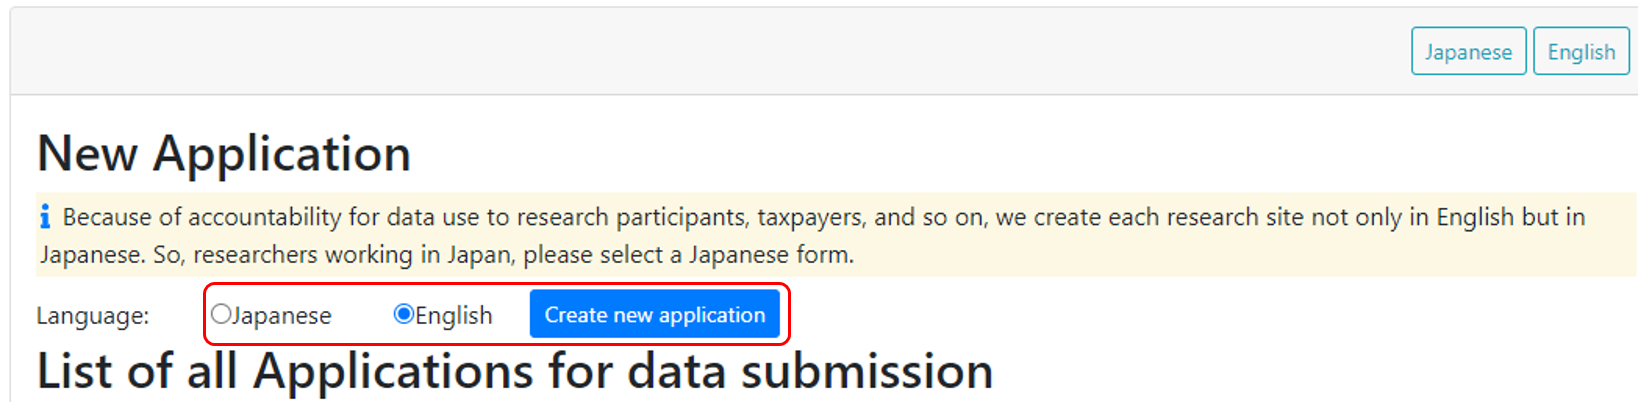 Japanese English
New Application
Because of accountability for data use to research participants, taxpayers, and so on, we create each research site not only in English but in
Japanese. So, researchers working in Japan, please select a Japanese form.
Language: Japanese English Create new application
List of all Applications for data submission